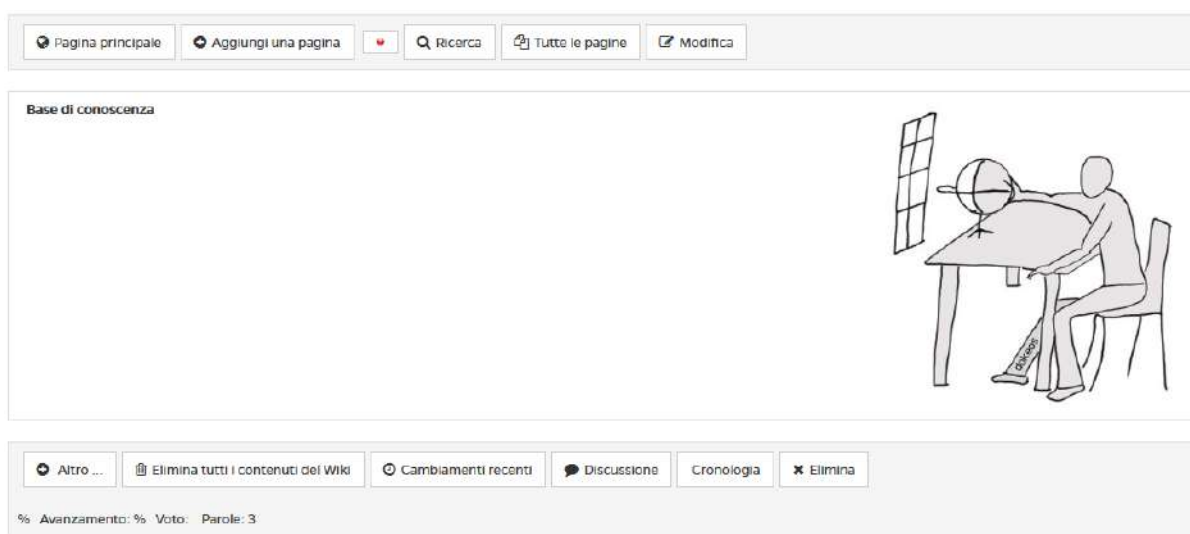 Pagina principale Aggiungi una pagina Ricerca Tutte le pagine Modifica
Base di conoscenza
dokeos
Altro ... Elimina tutti i contenuti del Wiki Cambiamenti recenti Discussione Cronologia Elimina
% Avanzamento: % Voto: Parole: 3